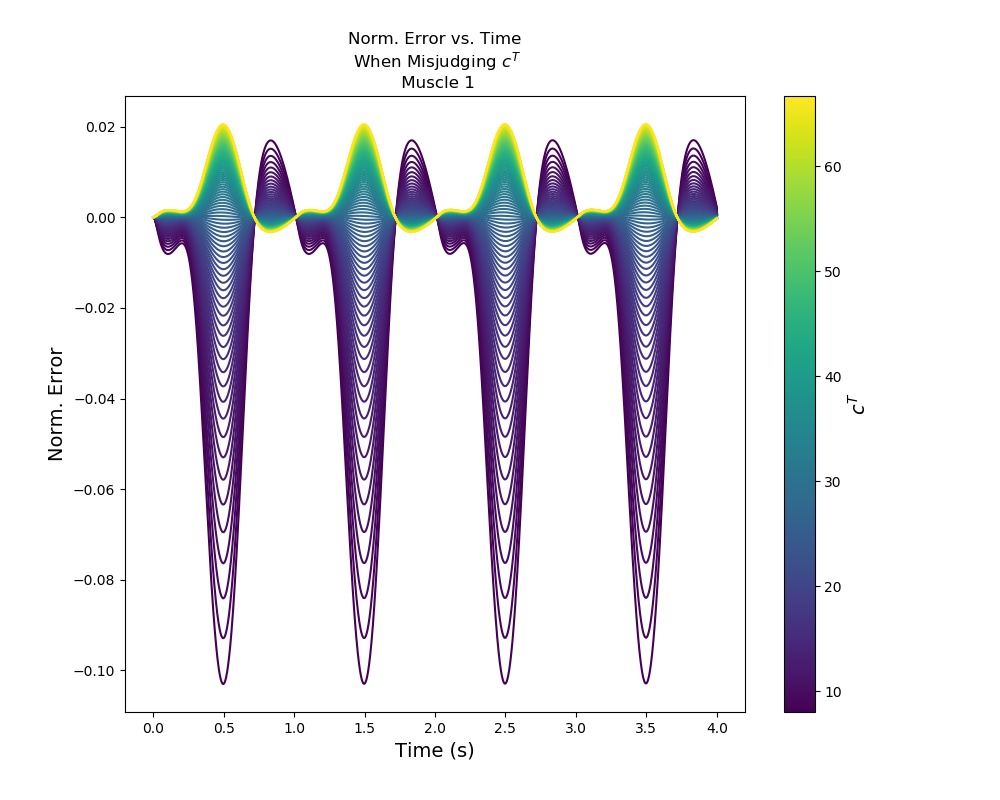 Norm. Error vs. Time
When Misjudging c^T
Muscle 1
0.02
0.00
−0.02
−0.04
−0.06
−0.08
−0.10
Norm. Error
0.0 0.5 1.0 1.5 2.0 2.5 3.0 3.5 4.0
Time (s)
60
50
40
30
20
10
c^T